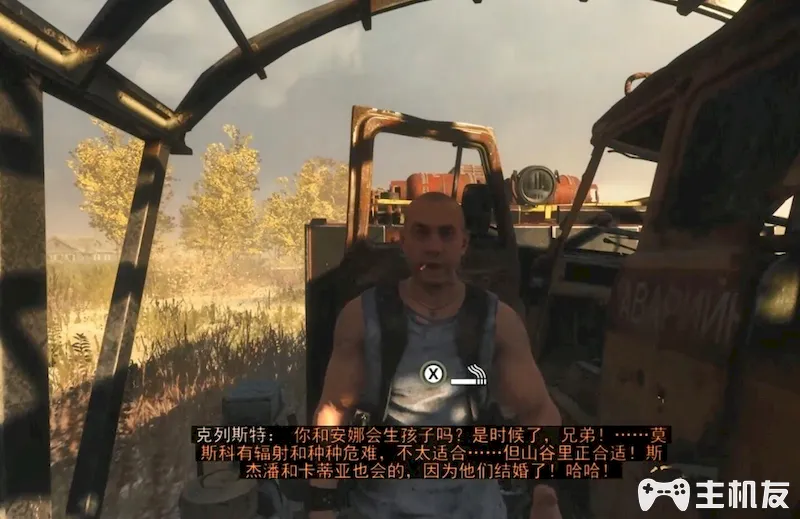 АВАРИЙН
X
克列斯特： 你和安娜会生孩子吗？是时候了，兄弟！……莫
斯科有辐射和种种危难，不太适合……但山谷里正合适！斯
杰潘和卡蒂亚也会的，因为他们结婚了！哈哈！
主机友